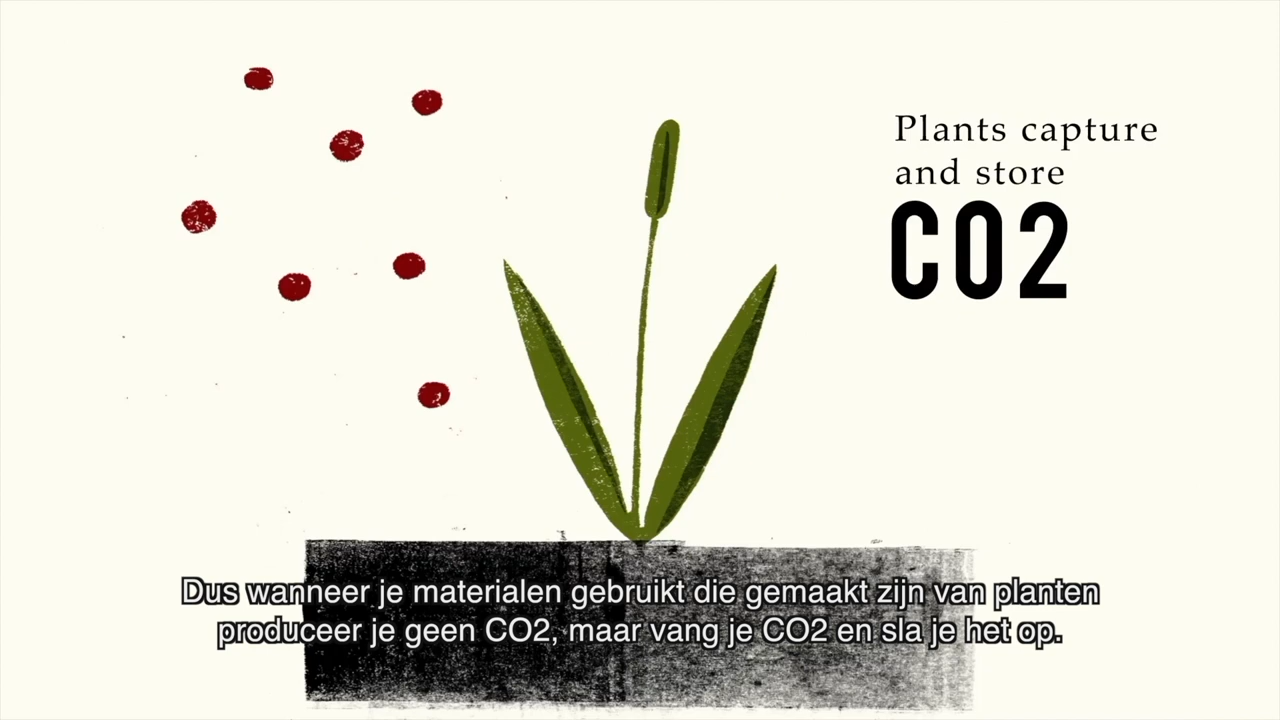 Plants capture
and store
CO2
Dus wanneer je materialen gebruikt die gemaakt zijn van planten
produceer je geen CO2, maar vang je CO2 en sla je het op.